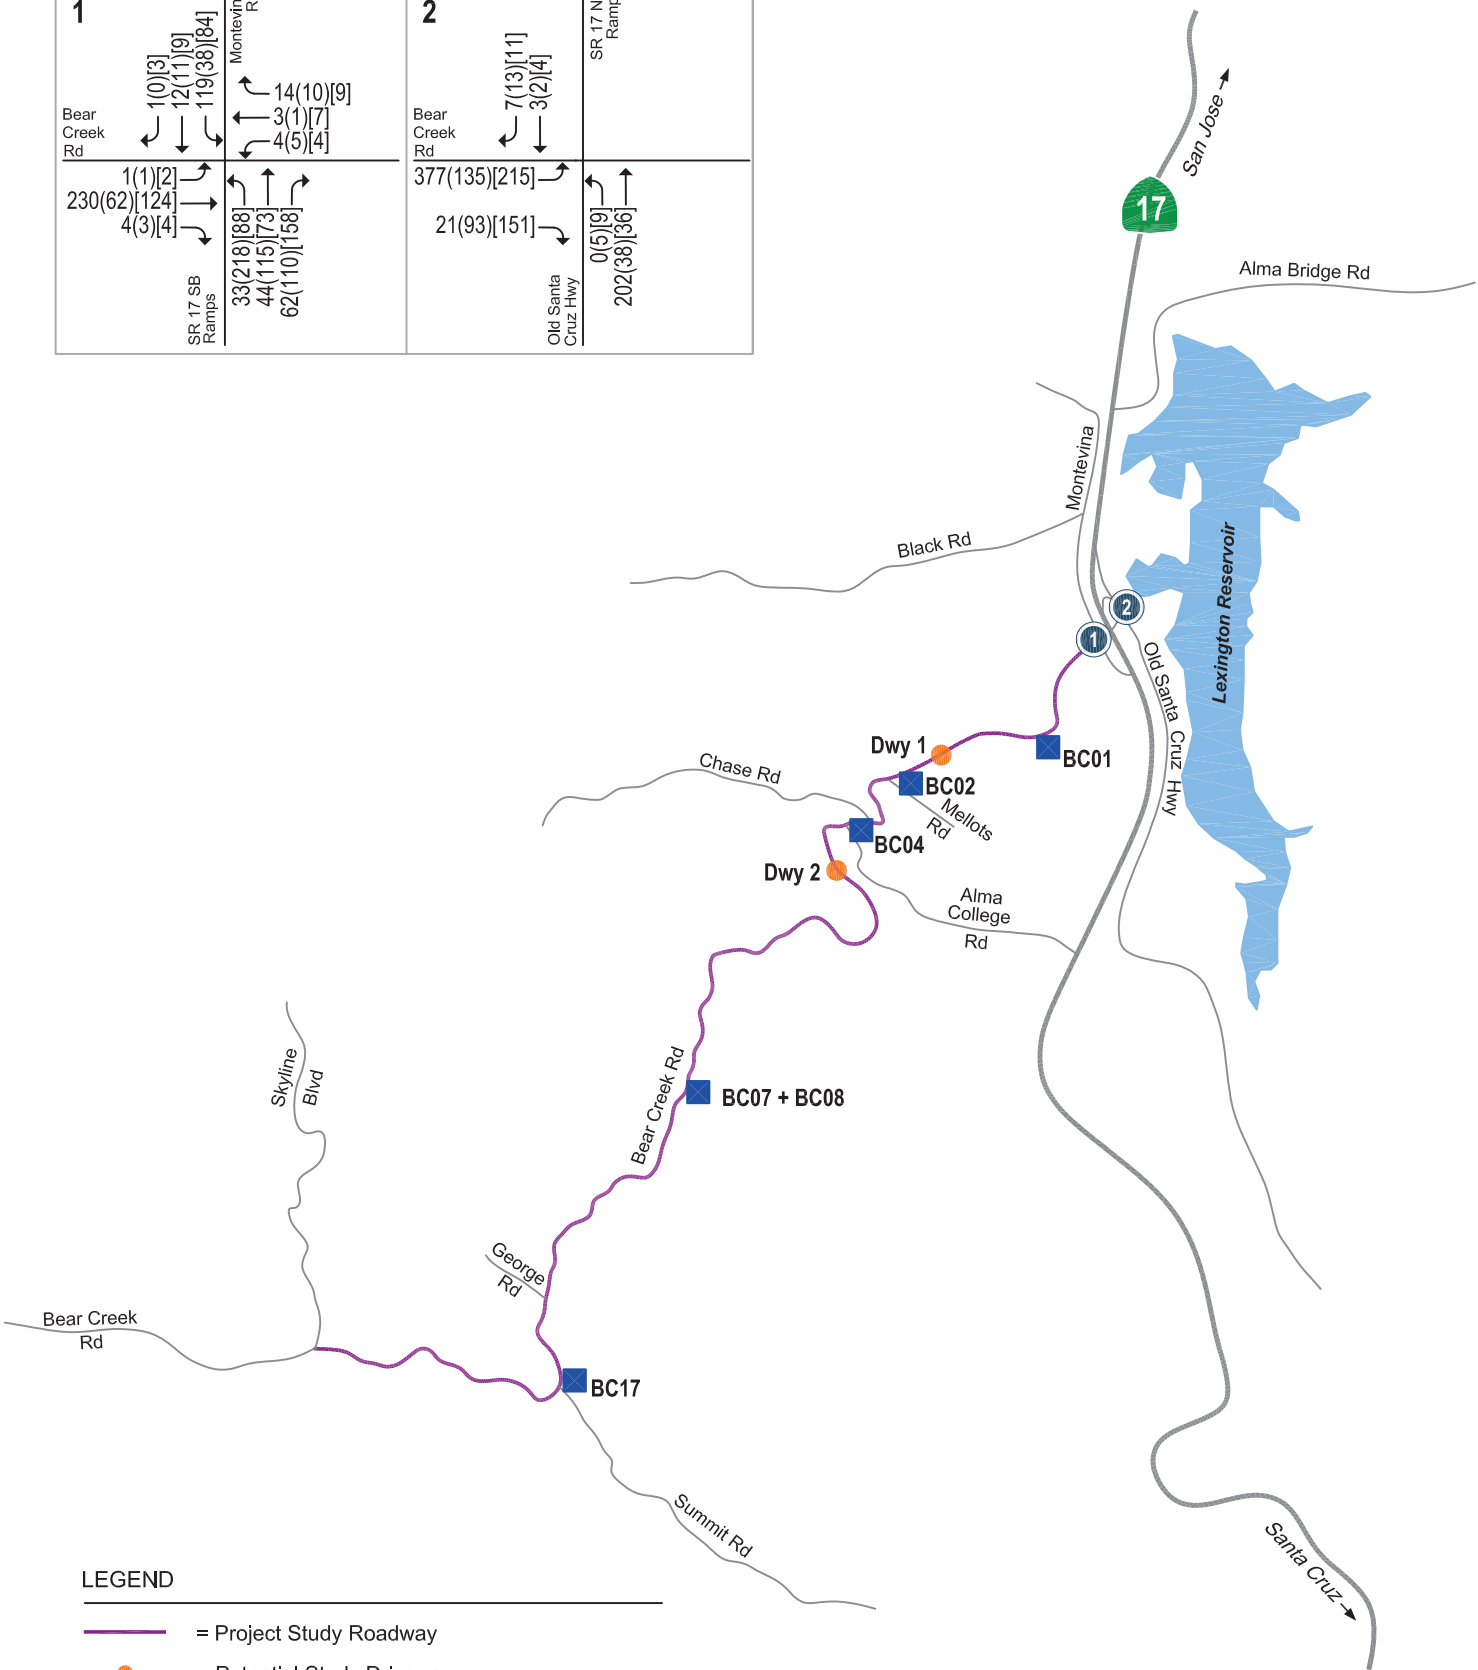 1
Montevin
R
1(0)[3]
12(11)[9]
119(38)[84]
14(10)[9]
3(1)[7]
4(5)[4]
Bear
Creek
Rd
1(1)[2]
230(62)[124]
4(3)[4]
33(218)[88]
44(115)[73]
62(110)[158]
SR 17 SB
Ramps
2
SR 17 N
Ramp
7(13)[11]
3(2)[4]
Bear
Creek
Rd
377(135)[215]
21(93)[151]
0(5)[9]
202(38)[36]
Old Santa
Cruz Hwy
San Jose
17
Alma Bridge Rd
Montevina
Black Rd
Lexington Reservoir
2
1
Old Santa Cruz Hwy
Dwy 1
BC01
Chase Rd
BC02
Mellots
Rd
BC04
Dwy 2
Alma
College
Rd
Skyline
Blvd
Bear Creek Rd
BC07 + BC08
George
Rd
Bear Creek
Rd
BC17
Summit Rd
Santa Cruz
LEGEND
= Project Study Roadway